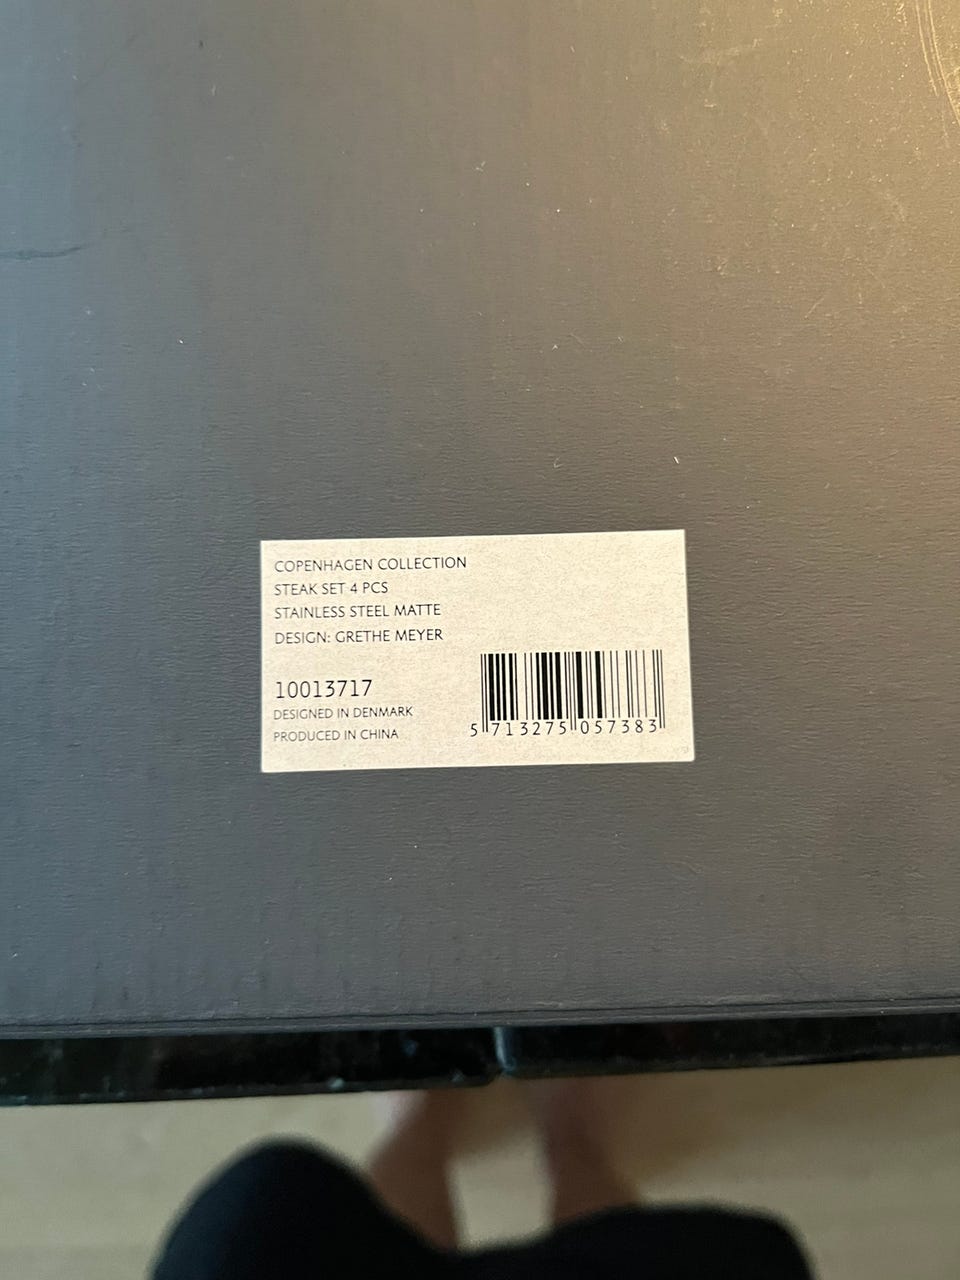 COPENHAGEN COLLECTION
STEAK SET 4 PCS
STAINLESS STEEL MATTE
DESIGN: GRETHE MEYER
10013717
DESIGNED IN DENMARK
PRODUCED IN CHINA
5 713275 057383